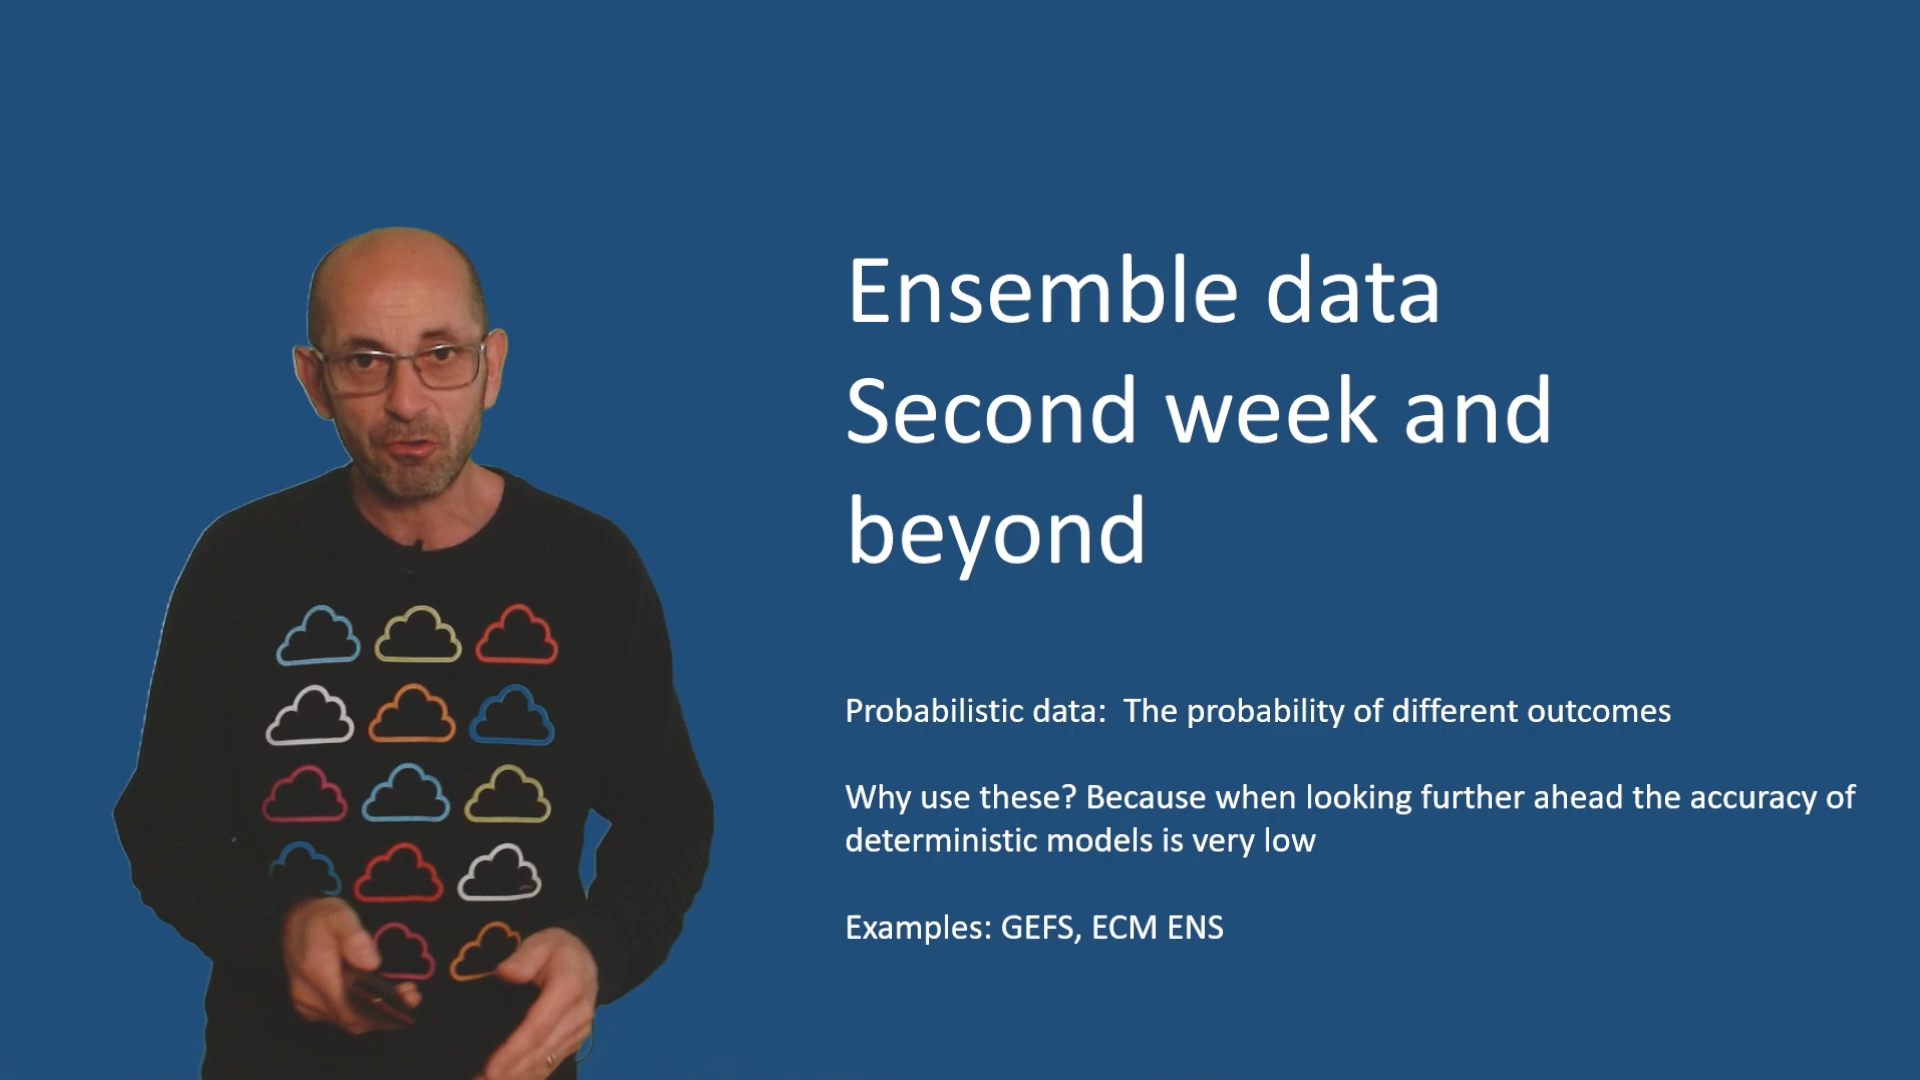 Ensemble data
Second week and
beyond
Probabilistic data:  The probability of different outcomes
Why use these? Because when looking further ahead the accuracy of
deterministic models is very low
Examples: GEFS, ECM ENS